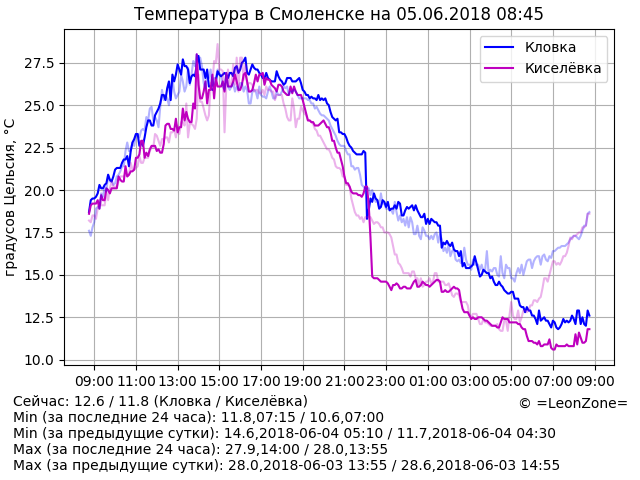 Температура в Смоленске на 05.06.2018 08:45
Кловка
Киселёвка
градусов Цельсия, °C
27.5
25.0
22.5
20.0
17.5
15.0
12.5
10.0
09:00 11:00 13:00 15:00 17:00 19:00 21:00 23:00 01:00 03:00 05:00 07:00 09:00
Сейчас: 12.6 / 11.8 (Кловка / Киселёвка)
© =LeonZone=
Min (за последние 24 часа): 11.8,07:15 / 10.6,07:00
Min (за предыдущие сутки): 14.6,2018-06-04 05:10 / 11.7,2018-06-04 04:30
Max (за последние 24 часа): 27.9,14:00 / 28.0,13:55
Max (за предыдущие сутки): 28.0,2018-06-03 13:55 / 28.6,2018-06-03 14:55